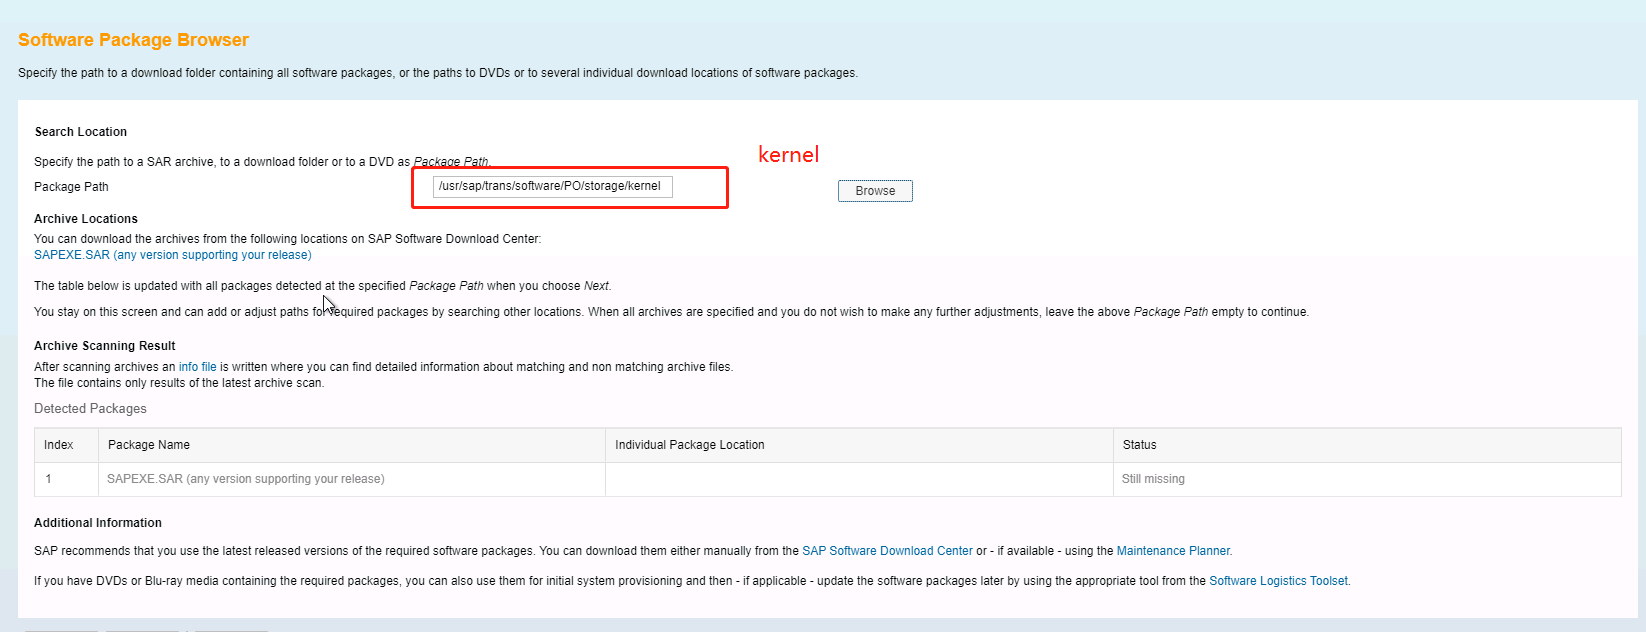 Software Package Browser
Specify the path to a download folder containing all software packages, or the paths to DVDs or to several individual download locations of software packages.
Search Location
Specify the path to a SAR archive, to a download folder or to a DVD as Package Path.
kernel
Package Path /usr/sap/trans/software/PO/storage/kernel Browse
Archive Locations
You can download the archives from the following locations on SAP Software Download Center:
SAPEXE.SAR (any version supporting your release)
The table below is updated with all packages detected at the specified Package Path when you choose Next.
You stay on this screen and can add or adjust paths for required packages by searching other locations. When all archives are specified and you do not wish to make any further adjustments, leave the above Package Path empty to continue.
Archive Scanning Result
After scanning archives an info file is written where you can find detailed information about matching and non matching archive files.
The file contains only results of the latest archive scan.
Detected Packages
Index Package Name Individual Package Location Status
1 SAPEXE.SAR (any version supporting your release) Still missing
Additional Information
SAP recommends that you use the latest released versions of the required software packages. You can download them either manually from the SAP Software Download Center or - if available - using the Maintenance Planner.
If you have DVDs or Blu-ray media containing the required packages, you can also use them for initial system provisioning and then - if applicable - update the software packages later by using the appropriate tool from the Software Logistics Toolset.